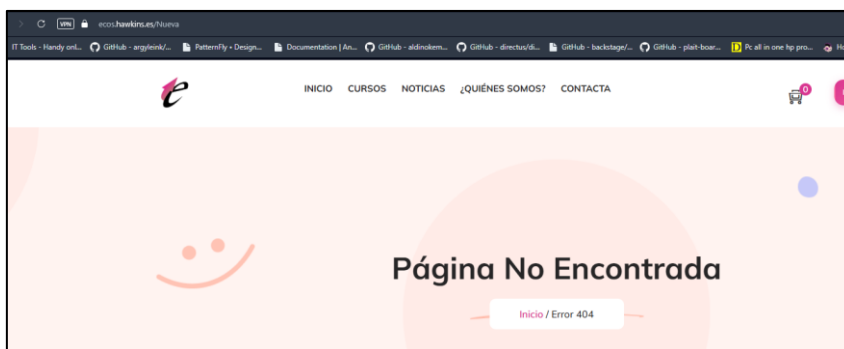 VPN ecos.hawkins.es/Nueva
IT Tools - Handy onl... GitHub - argyleink/... PatternFly • Design... Documentation | An... GitHub - aldinokem... GitHub - directus/di... GitHub - backstage/... GitHub - plait-boar... Pc all in one hp pro...
INICIO CURSOS NOTICIAS ¿QUIÉNES SOMOS? CONTACTA 0
Página No Encontrada
Inicio / Error 404